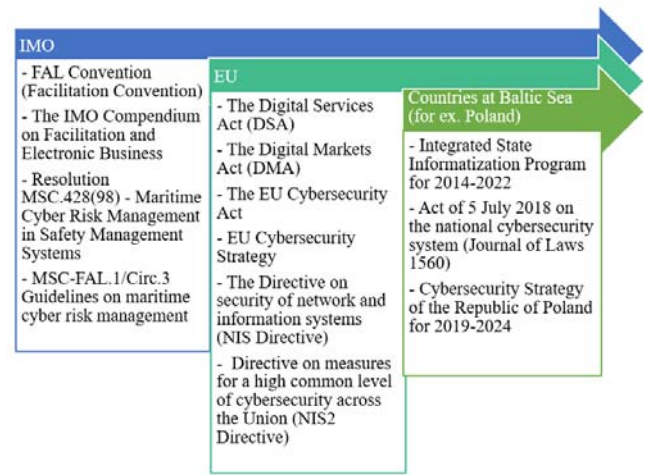 IMO
- FAL Convention
(Facilitation Convention)
- The IMO Compendium
on Facilitation and
Electronic Business
- Resolution
MSC.428(98) - Maritime
Cyber Risk Management
in Safety Management
Systems
- MSC-FAL.1/Circ.3
Guidelines on maritime
cyber risk management
EU
- The Digital Services
Act (DSA)
- The Digital Markets
Act (DMA)
- The EU Cybersecurity
Act
- EU Cybersecurity
Strategy
- The Directive on
security of network and
information systems
(NIS Directive)
- Directive on measures
for a high common level
of cybersecurity across
the Union (NIS2
Directive)
Countries at Baltic Sea
(for ex. Poland)
- Integrated State
Informatization Program
for 2014-2022
- Act of 5 July 2018 on
the national cybersecurity
system (Journal of Laws
1560)
- Cybersecurity Strategy
of the Republic of Poland
for 2019-2024